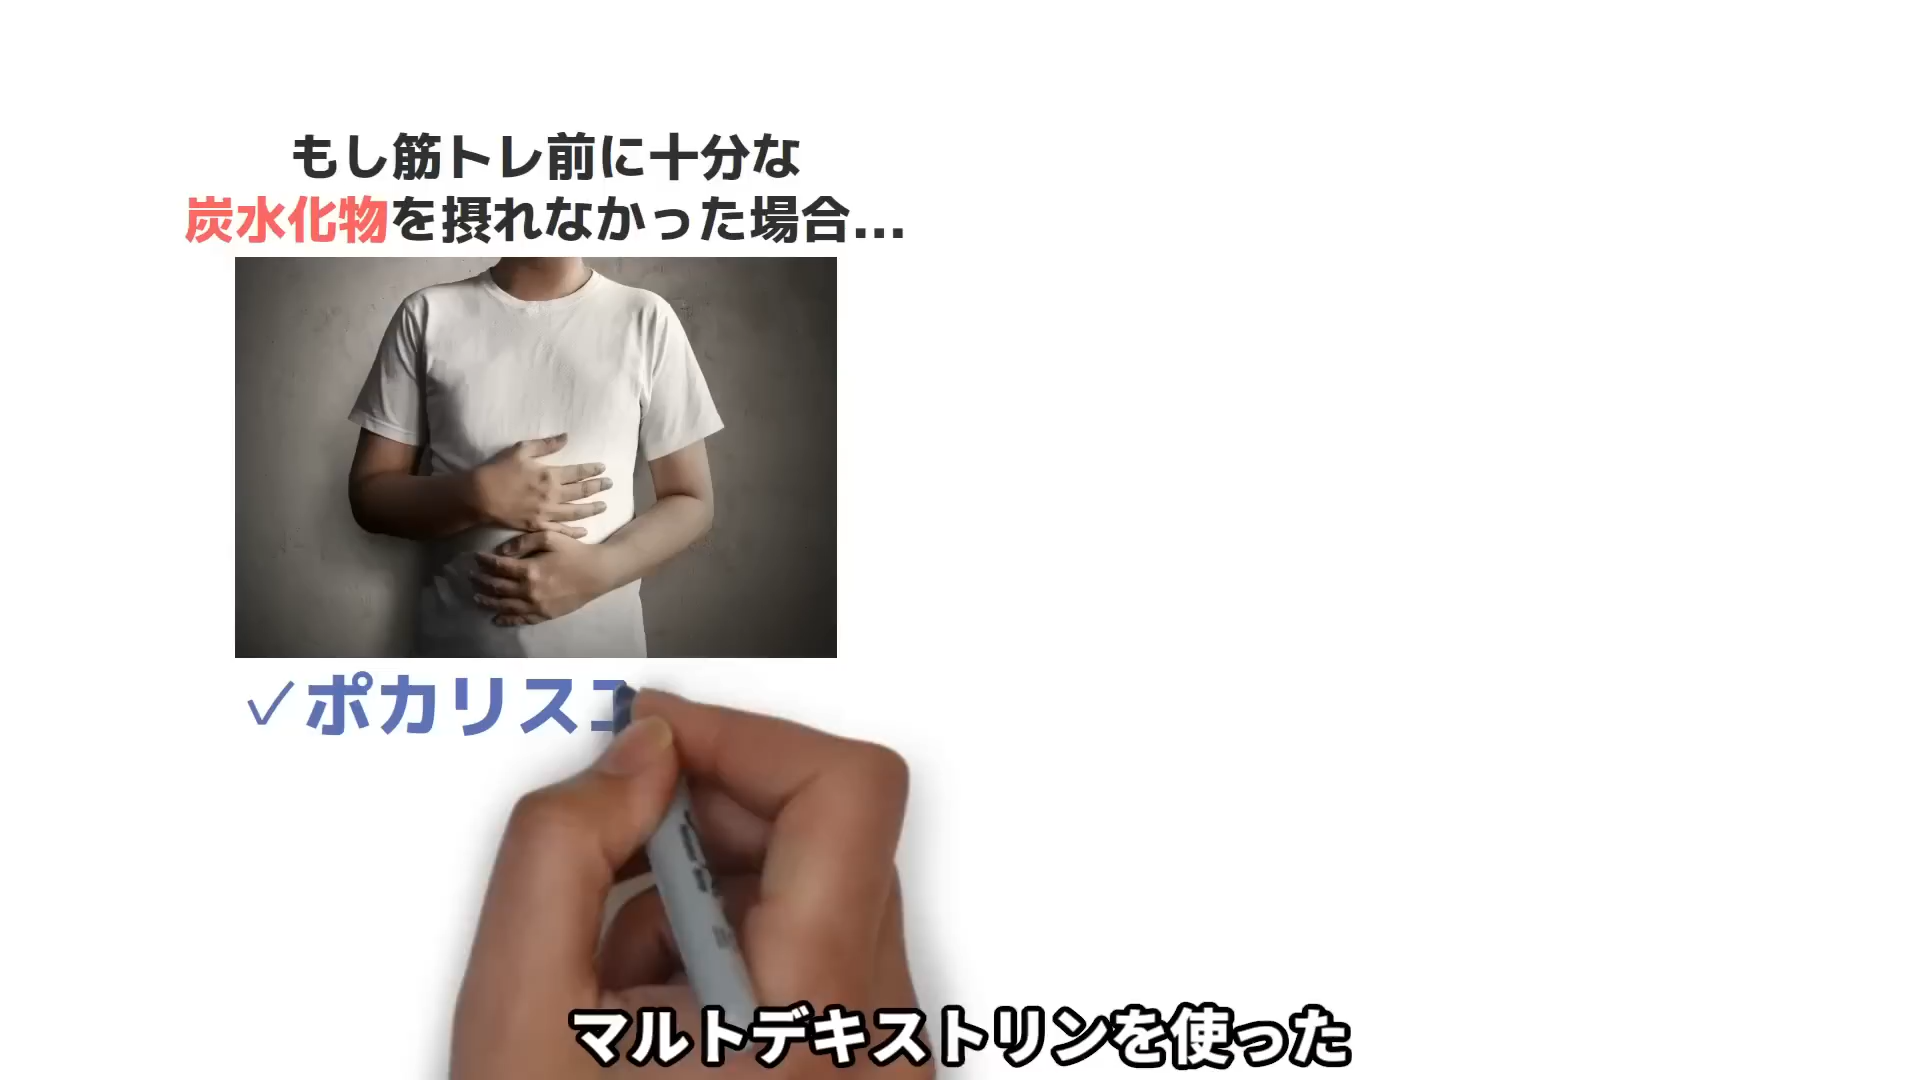 もし筋トレ前に十分な
炭水化物を摂れなかった場合...
✓ポカリス
マルトデキストリンを使った